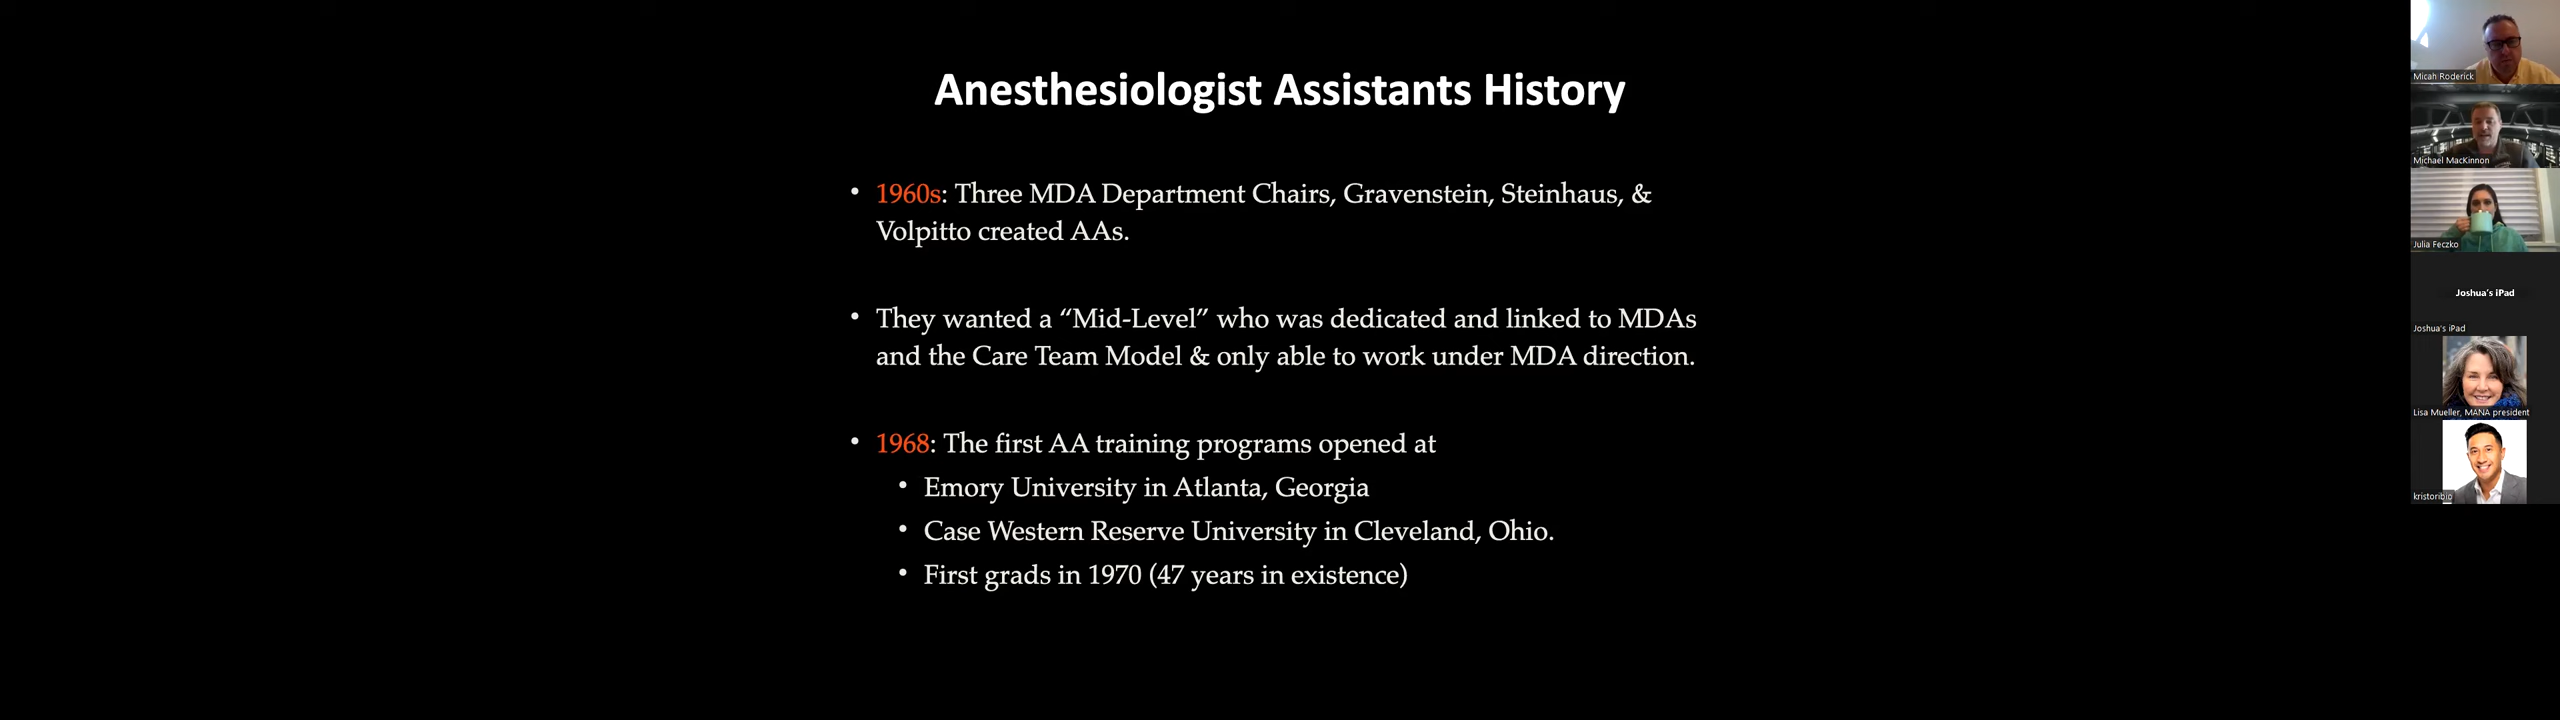 Anesthesiologist Assistants History
• 1960s: Three MDA Department Chairs, Gravenstein, Steinhaus, &
Volpitto created AAs.
• They wanted a “Mid-Level” who was dedicated and linked to MDAs
and the Care Team Model & only able to work under MDA direction.
• 1968: The first AA training programs opened at
• Emory University in Atlanta, Georgia
• Case Western Reserve University in Cleveland, Ohio.
• First grads in 1970 (47 years in existence)
Micah Roderick
Michael MacKinnon
Julia Feczko
Joshua's iPad
Joshua's iPad
Lisa Mueller, MANA president
kristoribio